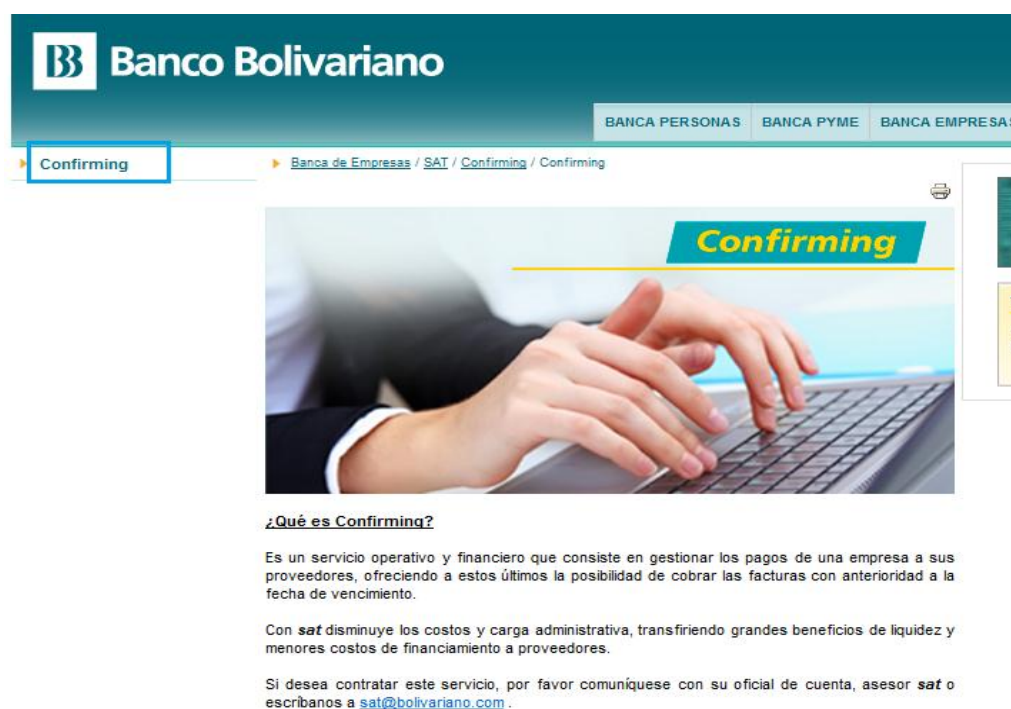 B Banco Bolivariano
BANCA PERSONAS BANCA PYME BANCA EMPRESAS
Confirming
Banca de Empresas / SAT / Confirming / Confirming
Confirming
¿Qué es Confirming?
Es un servicio operativo y financiero que consiste en gestionar los pagos de una empresa a sus
proveedores, ofreciendo a estos últimos la posibilidad de cobrar las facturas con anterioridad a la
fecha de vencimiento.
Con sat disminuye los costos y carga administrativa, transfiriendo grandes beneficios de liquidez y
menores costos de financiamiento a proveedores.
Si desea contratar este servicio, por favor comuníquese con su oficial de cuenta, asesor sat o
escríbanos a sat@bolivariano.com .